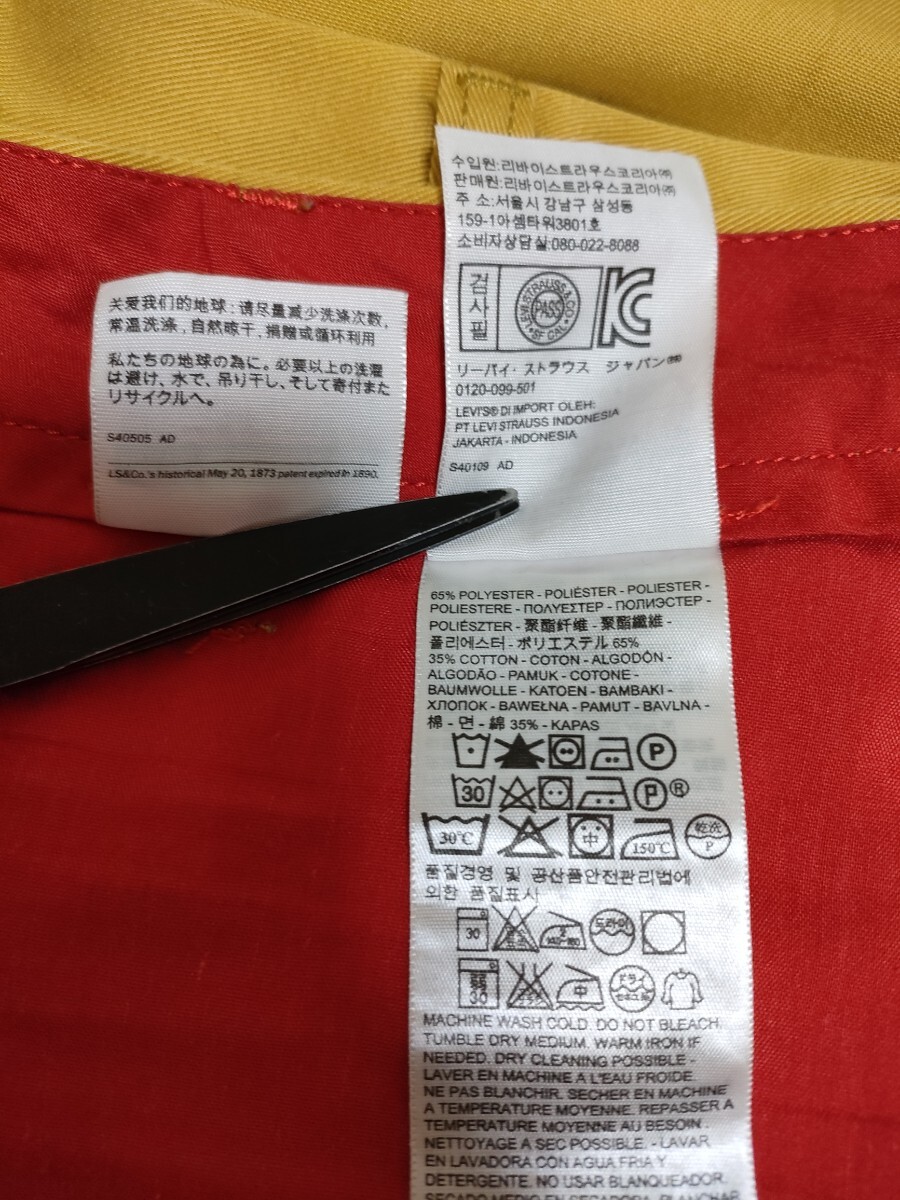 수입원:리바이스트라우스코리아㈜
판매원:리바이스트라우스코리아㈜
주 소:서울시 강남구 삼성동
159-1아셈타워3801호
소비자상담실:080-022-8088
검사필
LEVI STRAUSS & CO
PASS
SF CAL
KC
リーバイ・ストラウス ジャパン㈱
0120-099-501
LEVI'S® DI IMPORT OLEH:
PT LEVI STRAUSS INDONESIA
JAKARTA - INDONESIA
S40109 AD
关爱我们的地球:请尽量减少洗涤次数,
常温洗涤,自然晾干,捐赠或循环利用
私たちの地球の為に。必要以上の洗濯
は避け、水で、吊り干し、そして寄付また
リサイクルへ。
S40505 AD
LS&Co.'s historical May 20, 1873 patent expired in 1890.
65% POLYESTER - POLIÉSTER - POLIESTER -
POLIESTERE - ΠΟΛΥΕΣΤΕΡ - ПОЛИЭСТЕР -
POLIÉSZTER - 聚酯纤维 - 聚酯纖維 -
폴리에스터 - ポリエステル 65%
35% COTTON - COTON - ALGODÓN -
ALGODÃO - PAMUK - COTONE -
BAUMWOLLE - KATOEN - BAMBAKI -
ХЛОПОК - BAWEŁNA - PAMUT - BAVLNA -
棉 - 면 - 綿 35% - KAPAS
P
30 P®
30℃ 中 150℃ 乾洗 P
품질경영 및 공산품안전관리법에
의한 품질표시
30 140~160 드라이
弱 30 中 ドライ
MACHINE WASH COLD. DO NOT BLEACH.
TUMBLE DRY MEDIUM. WARM IRON IF
NEEDED. DRY CLEANING POSSIBLE -
LAVER EN MACHINE A L'EAU FROIDE.
NE PAS BLANCHIR. SECHER EN MACHINE
A TEMPERATURE MOYENNE. REPASSER A
TEMPERATURE MOYENNE AU BESOIN.
NETTOYAGE A SEC POSSIBLE. - LAVAR
EN LAVADORA CON AGUA FRIA Y
DETERGENTE. NO USAR BLANQUEADOR.
SECADO MEDIO EN SECADORA. PLANCHAR